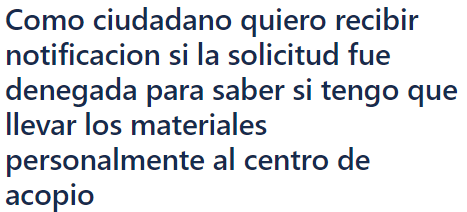 Como ciudadano quiero recibir
notificacion si la solicitud fue
denegada para saber si tengo que
llevar los materiales
personalmente al centro de
acopio